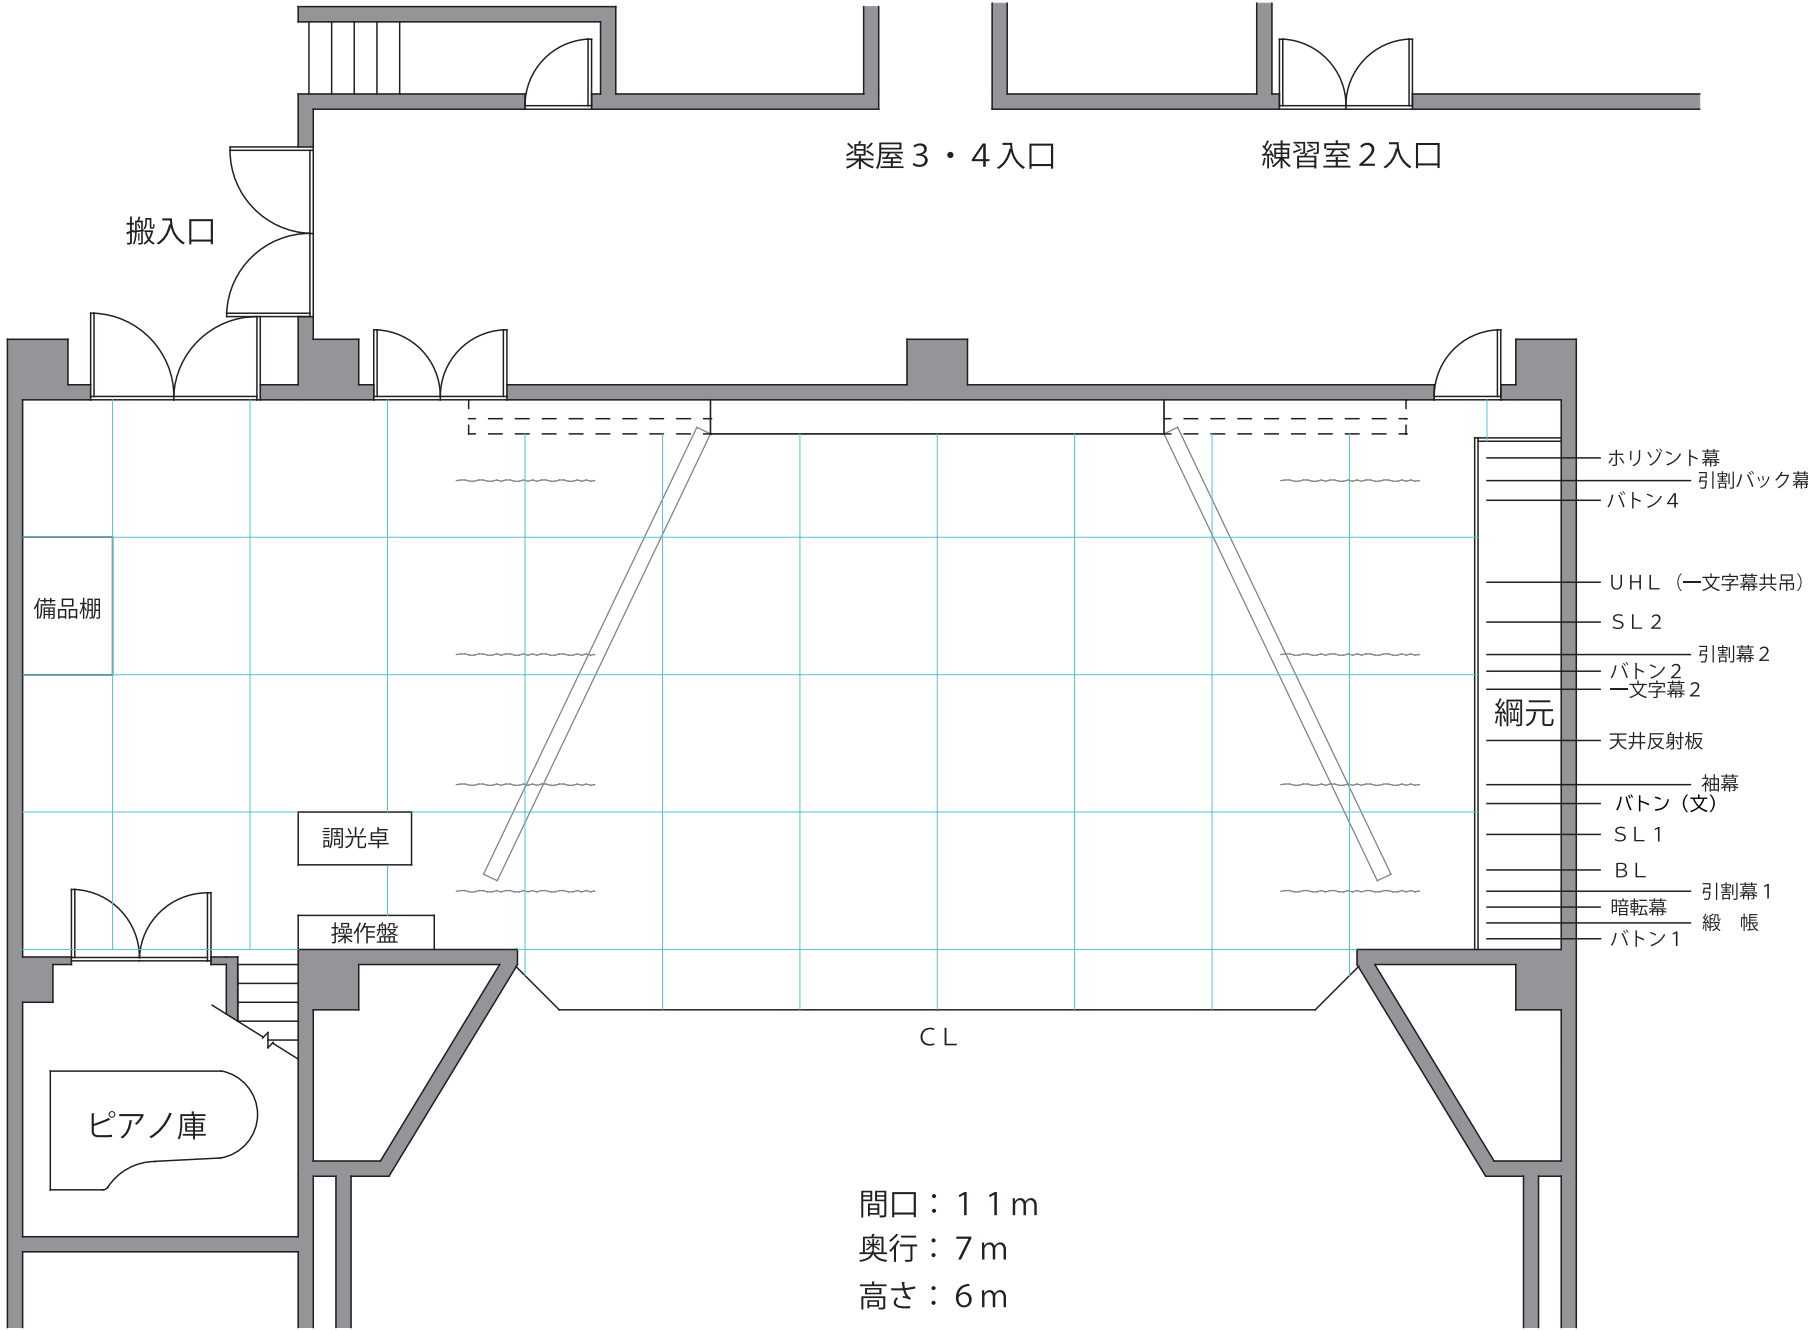 楽屋３・４入口
練習室２入口
搬入口
ホリゾント幕
引割バック幕
バトン４
ＵＨＬ（一文字幕共吊）
備品棚
ＳＬ２
引割幕２
バトン２
一文字幕２
綱元
天井反射板
袖幕
バトン（文）
調光卓
ＳＬ１
ＢＬ
引割幕１
暗転幕
緞　帳
操作盤
バトン１
ＣＬ
ピアノ庫
間口：１１ｍ
奥行：７ｍ
高さ：６ｍ